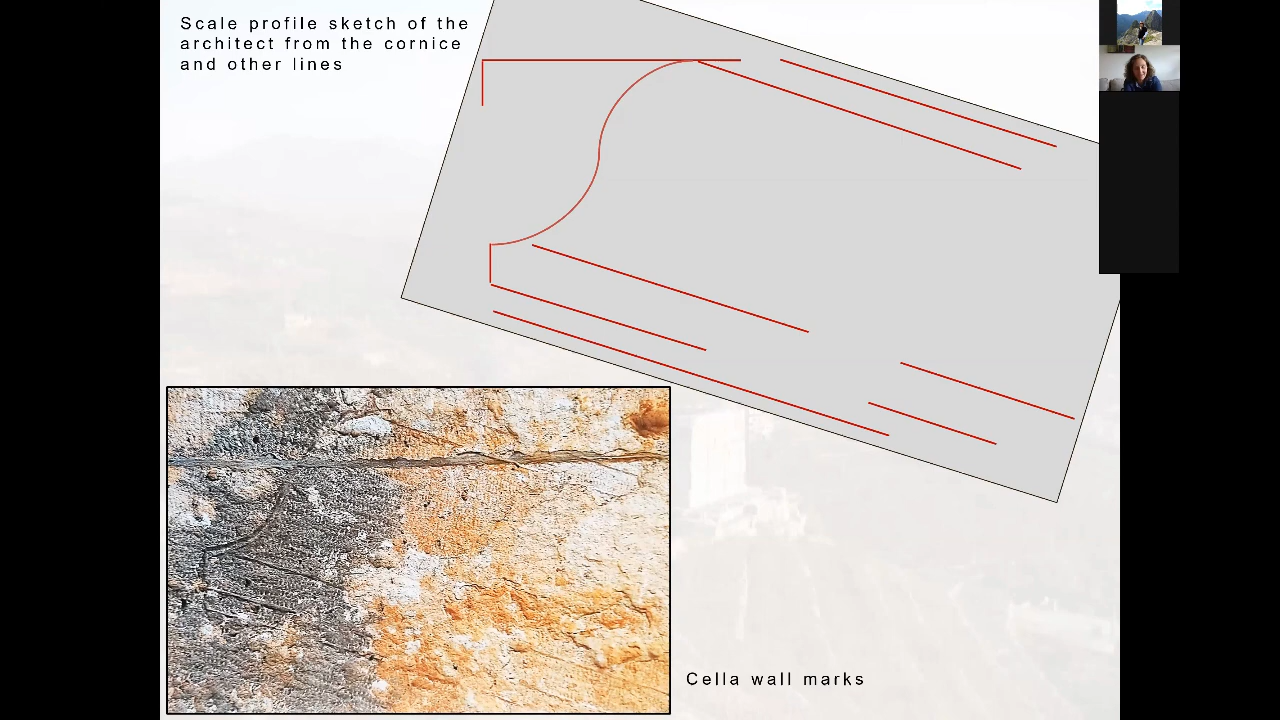 Scale profile sketch of the
architect from the cornice
and other lines
Cella wall marks